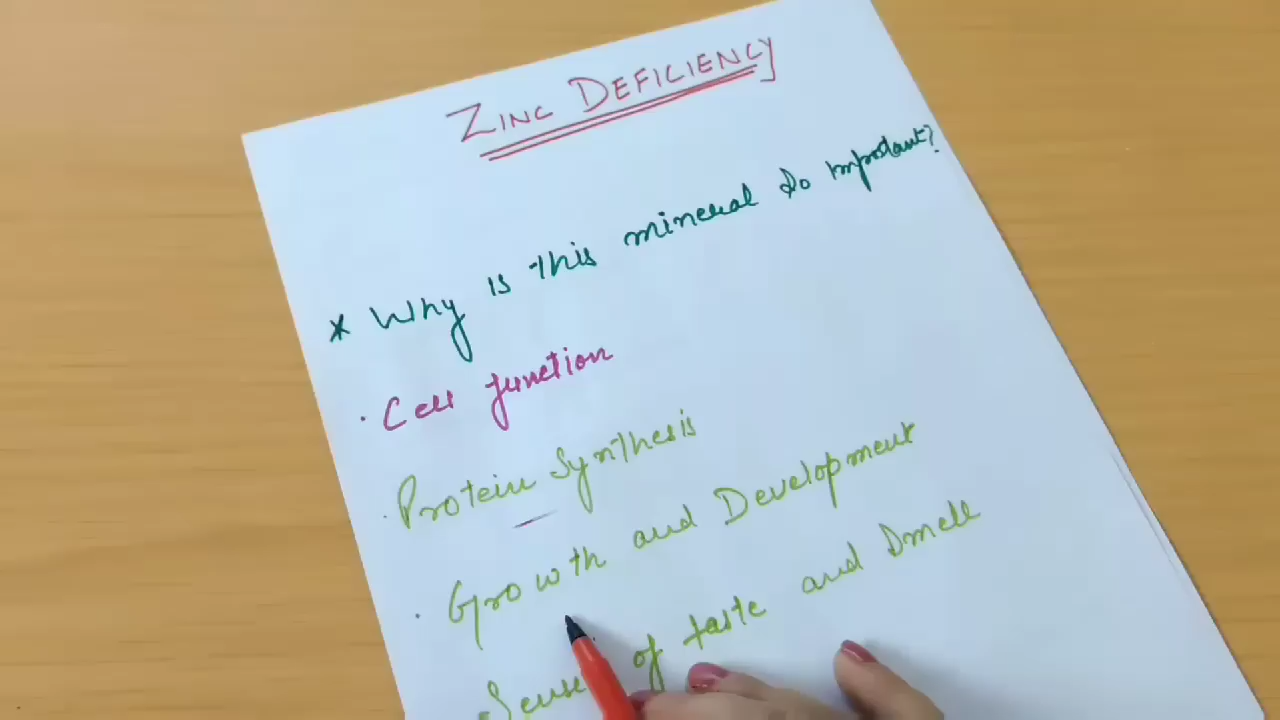 ZINC DEFICIENCY
* Why is this mineral so important?
· Cell function
· Protein Synthesis
· Growth and Development
Sense of taste and Smell